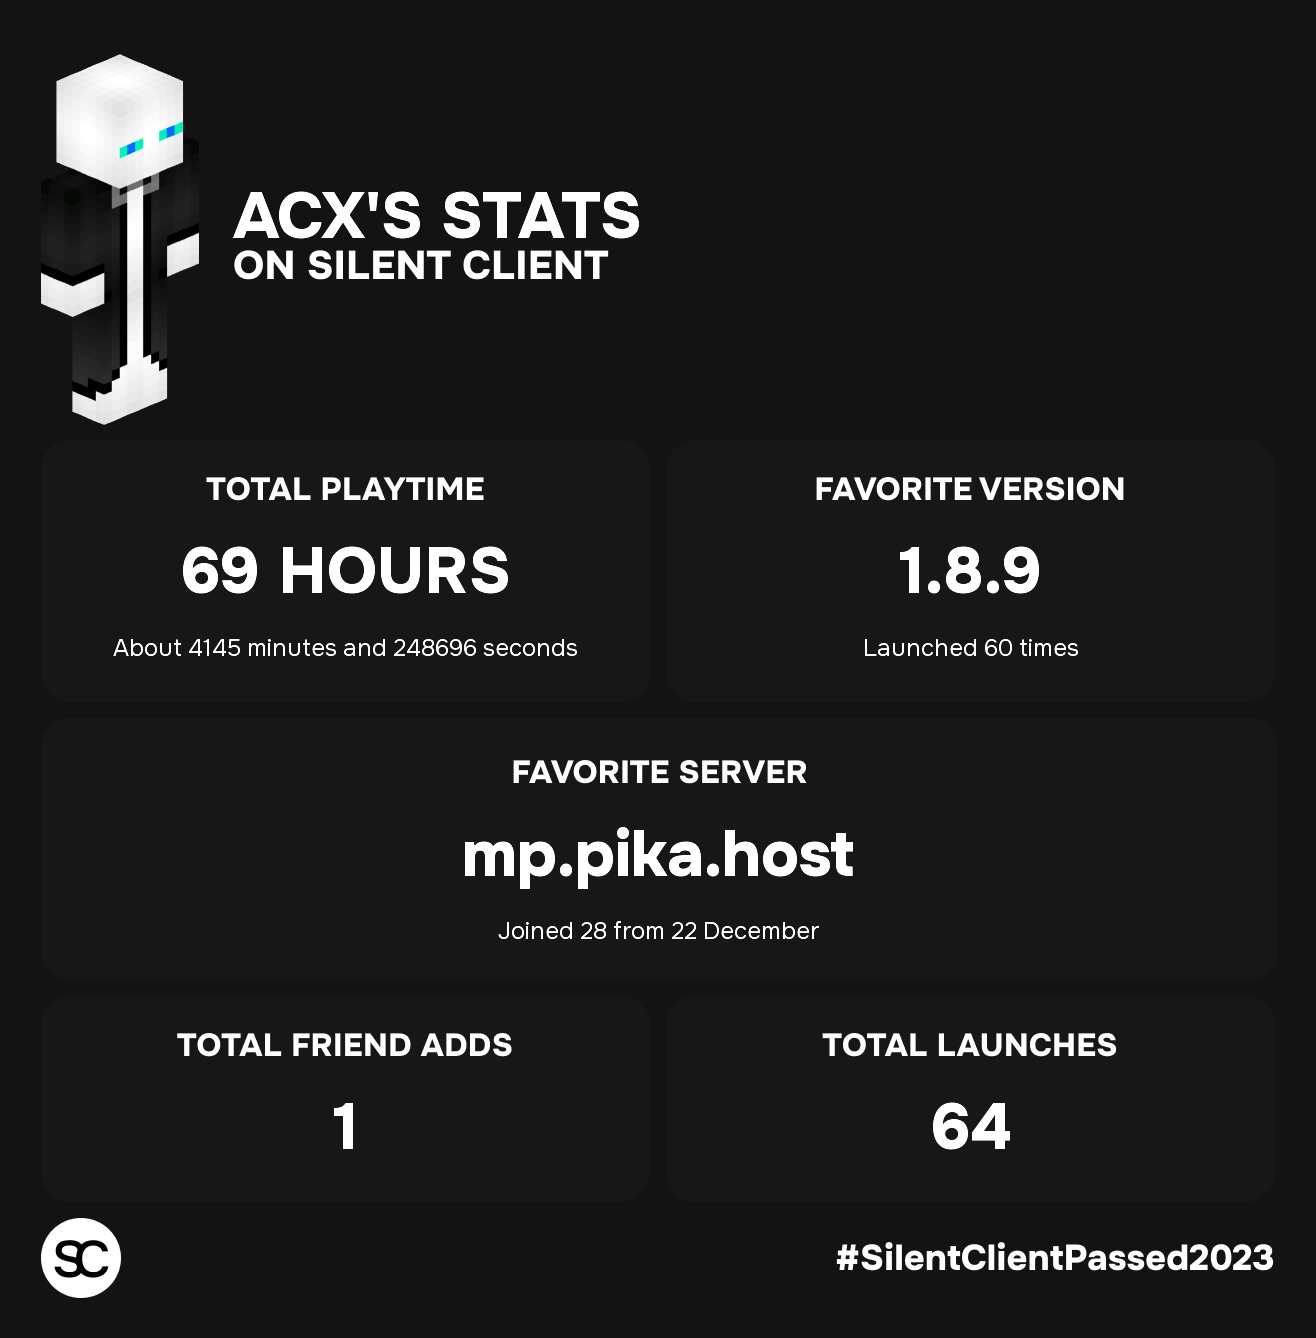 ACX'S STATS
ON SILENT CLIENT
TOTAL PLAYTIME
69 HOURS
About 4145 minutes and 248696 seconds
FAVORITE VERSION
1.8.9
Launched 60 times
FAVORITE SERVER
mp.pika.host
Joined 28 from 22 December
TOTAL FRIEND ADDS
1
TOTAL LAUNCHES
64
SC
#SilentClientPassed2023